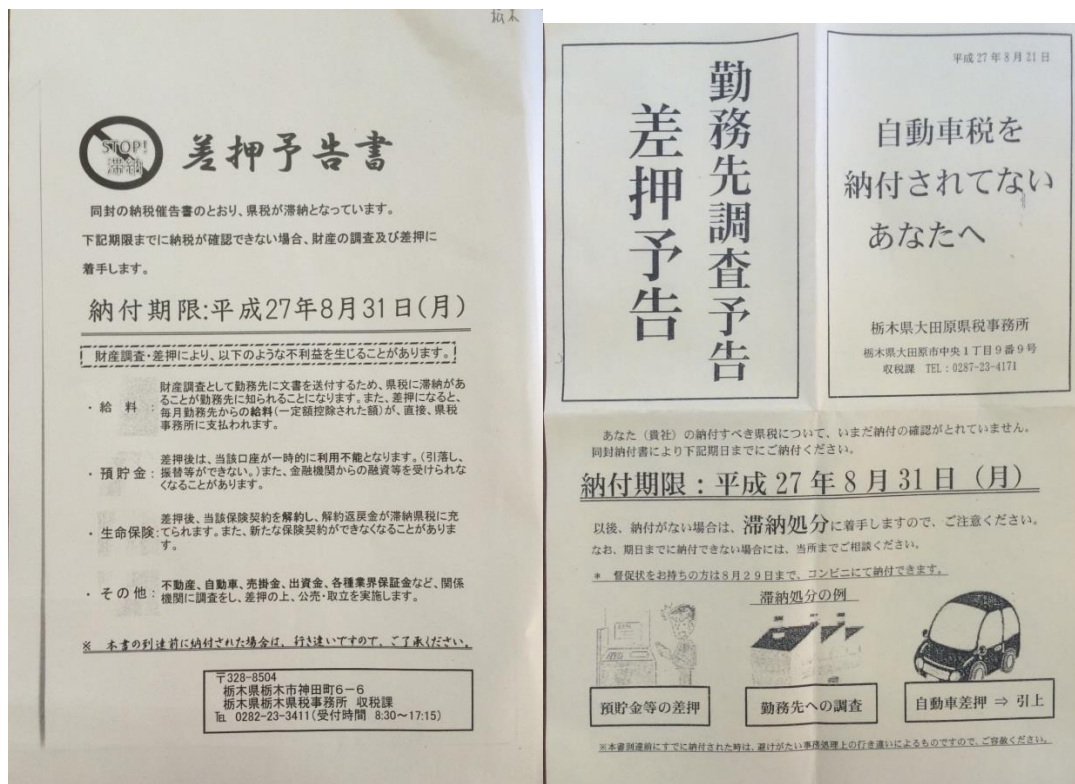 栃木
STOP!
滞納
差押予告書
同封の納税催告書のとおり、県税が滞納となっています。
下記期限までに納税が確認できない場合、財産の調査及び差押に
着手します。
納付期限:平成27年8月31日(月)
財産調査・差押により、以下のような不利益を生じることがあります。
・給 料:
財産調査として勤務先に文書を送付するため、県税に滞納があ
ることが勤務先に知られることになります。また、差押になると、
毎月勤務先からの給料(一定額控除された額)が、直接、県税
事務所に支払われます。
・預貯金:
差押後は、当該口座が一時的に利用不能となります。(引落し、
振替等ができない。)また、金融機関からの融資等を受けられな
くなることがあります。
・生命保険:
差押後、当該保険契約を解約し、解約返戻金が滞納県税に充
てられます。また、新たな保険契約ができなくなることがありま
す。
・その他:
不動産、自動車、売掛金、出資金、各種業界保証金など、関係
機関に調査をし、差押の上、公売・取立を実施します。
※ 本書の到達前に納付された場合は、行き違いですので、ご了承ください。
〒328-8504
栃木県栃木市神田町6-6
栃木県栃木県税事務所 収税課
℡ 0282-23-3411(受付時間 8:30~17:15)
勤務先調査予告
差押予告
平成27年8月21日
自動車税を
納付されてない
あなたへ
栃木県大田原県税事務所
栃木県大田原市中央1丁目9番9号
収税課 TEL:0287-23-4171
あなた(貴社)の納付すべき県税について、いまだ納付の確認がとれていません。
同封納付書により下記期日までにご納付ください。
納付期限:平成27年8月31日(月)
以後、納付がない場合は、滞納処分に着手しますので、ご注意ください。
なお、期日までに納付できない場合には、当所までご相談ください。
* 督促状をお持ちの方は8月29日まで、コンビニにて納付できます。
滞納処分の例
預貯金等の差押
勤務先への調査
自動車差押 ⇒ 引上
※本書到達前にすでに納付された時は、避けがたい事務処理上の行き違いによるものですので、ご容赦ください。